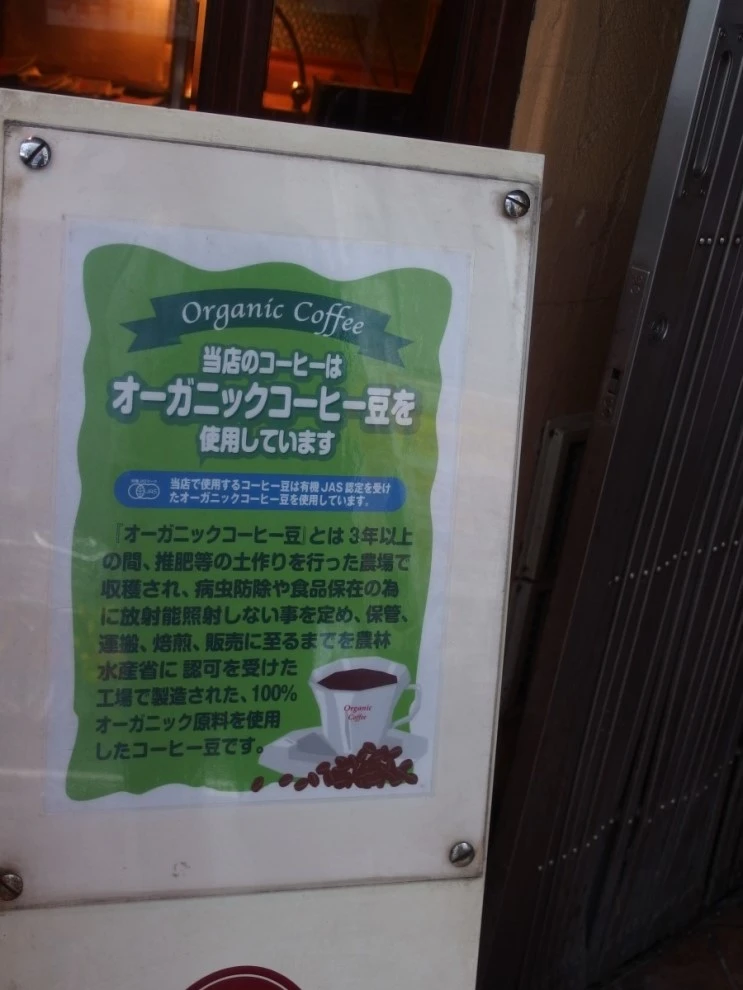 Organic Coffee
当店のコーヒーは
オーガニックコーヒー豆を
使用しています
JAS
当店で使用するコーヒー豆は有機JAS認定を受け
たオーガニックコーヒー豆を使用しています。
『オーガニックコーヒー豆』とは3年以上
の間、推肥等の土作りを行った農場で
収穫され、病虫防除や食品保在の為
に放射能照射しない事を定め、保管、
運搬、焙煎、販売に至るまでを農林
水産省に 認可を受けた
工場で製造された、100%
オーガニック原料を使用
したコーヒー豆です。
Organic
Coffee